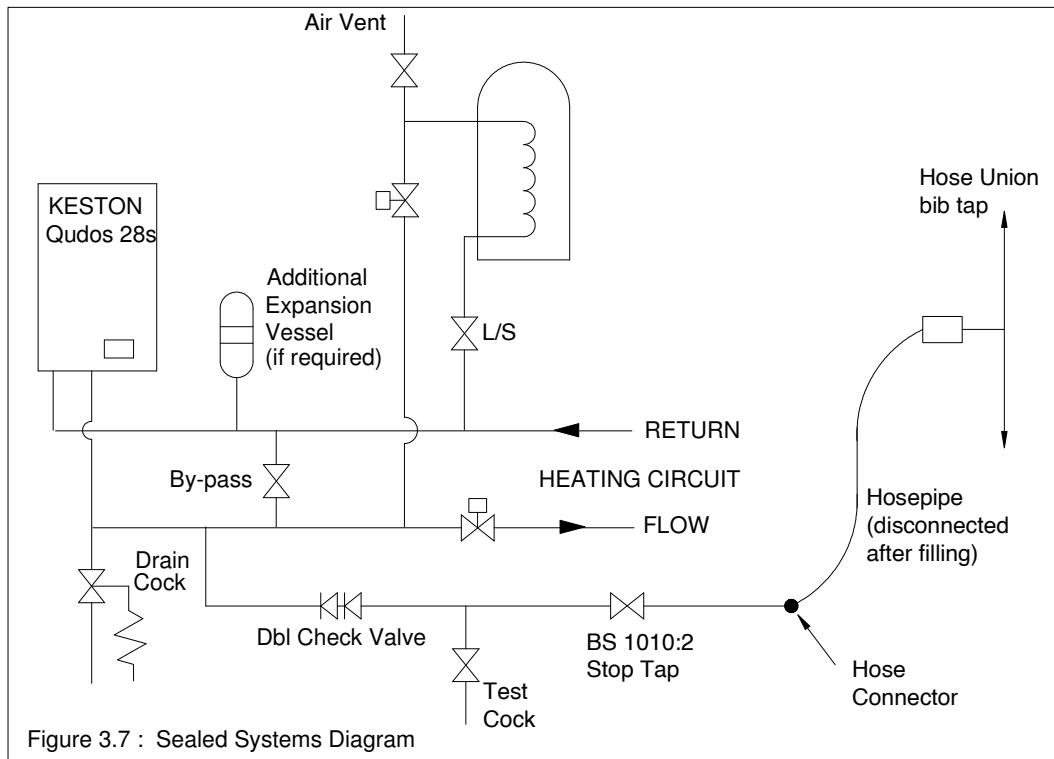 Air Vent
KESTON
Qudos 28s
Hose Union
bib tap
Additional
Expansion
Vessel
(if required)
L/S
RETURN
By-pass
HEATING CIRCUIT
Hosepipe
(disconnected
after filling)
FLOW
Drain
Cock
Dbl Check Valve
BS 1010:2
Stop Tap
Test
Cock
Hose
Connector
Figure 3.7 :  Sealed Systems Diagram